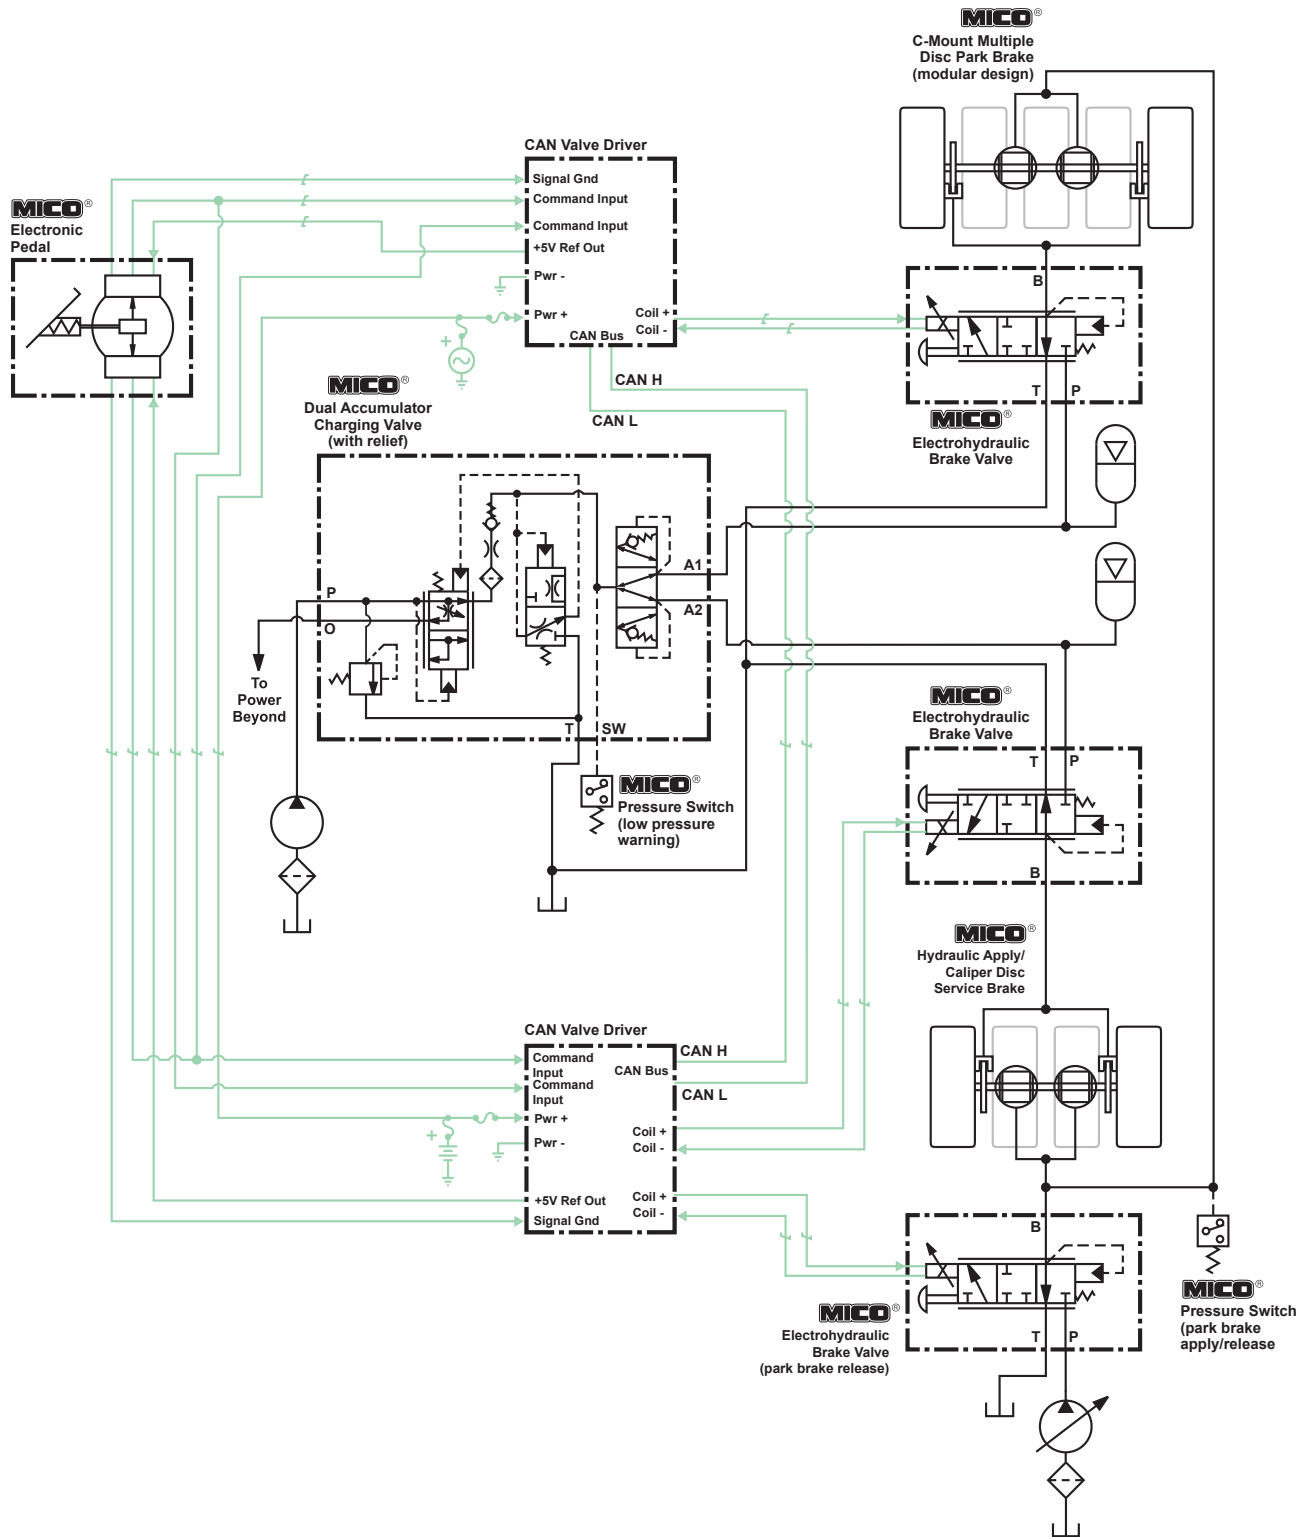 MICO®
C-Mount Multiple
Disc Park Brake
(modular design)
CAN Valve Driver
Signal Gnd
Command Input
Command Input
+5V Ref Out
Pwr -
Pwr +
Coil +
Coil -
CAN Bus
MICO®
Electronic
Pedal
+
CAN H
CAN L
B
T
P
MICO®
Electrohydraulic
Brake Valve
MICO®
Dual Accumulator
Charging Valve
(with relief)
P
O
A1
A2
T
SW
To
Power
Beyond
MICO®
Pressure Switch
(low pressure
warning)
MICO®
Electrohydraulic
Brake Valve
T
P
B
MICO®
Hydraulic Apply/
Caliper Disc
Service Brake
CAN Valve Driver
Command
Input
Command
Input
Pwr +
Pwr -
+5V Ref Out
Signal Gnd
CAN Bus
Coil +
Coil -
Coil +
Coil -
CAN H
CAN L
+
B
T
P
MICO®
Electrohydraulic
Brake Valve
(park brake release)
MICO®
Pressure Switch
(park brake
apply/release